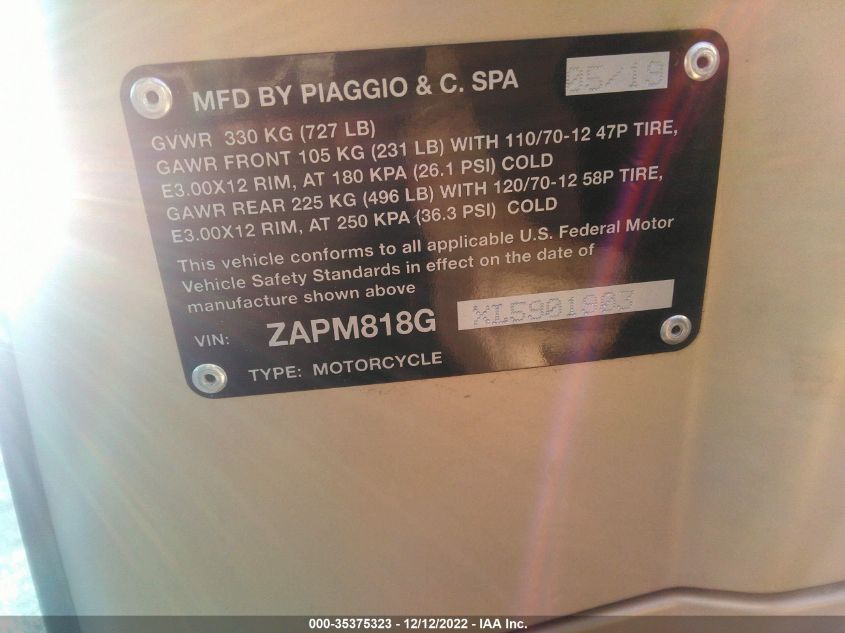 MFD BY PIAGGIO & C. SPA 05/19
GVWR 330 KG (727 LB)
GAWR FRONT 105 KG (231 LB) WITH 110/70-12 47P TIRE,
E3.00X12 RIM, AT 180 KPA (26.1 PSI) COLD
GAWR REAR 225 KG (496 LB) WITH 120/70-12 58P TIRE,
E3.00X12 RIM, AT 250 KPA (36.3 PSI) COLD
This vehicle conforms to all applicable U.S. Federal Motor
Vehicle Safety Standards in effect on the date of
manufacture shown above
VIN: ZAPM818G XL5901903
TYPE: MOTORCYCLE
000-35375323 - 12/12/2022 - IAA Inc.